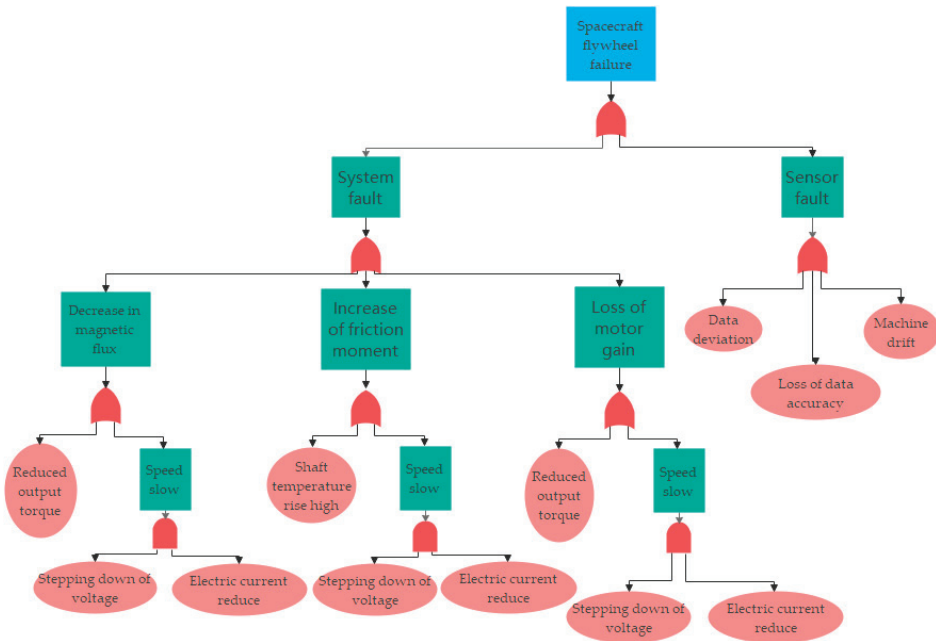 Spacecraft
flywheel
failure
System
fault
Sensor
fault
Decrease in
magnetic
flux
Increase
of friction
moment
Loss of
motor
gain
Data
deviation
Machine
drift
Loss of data
accuracy
Reduced
output
torque
Speed
slow
Shaft
temperature
rise high
Speed
slow
Reduced
output
torque
Speed
slow
Stepping down of
voltage
Electric current
reduce
Stepping down of
voltage
Electric current
reduce
Stepping down of
voltage
Electric current
reduce